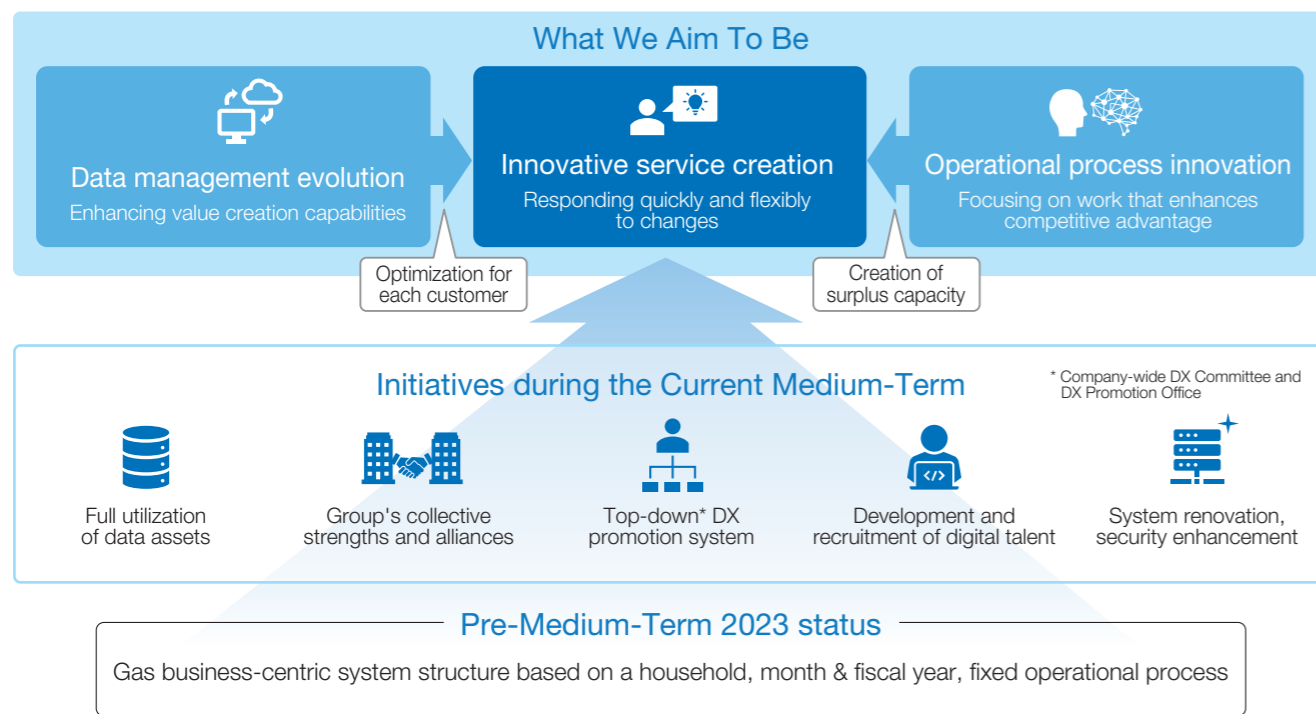 What We Aim To Be
Data management evolution
Enhancing value creation capabilities
Innovative service creation
Responding quickly and flexibly
to changes
Operational process innovation
Focusing on work that enhances
competitive advantage
Optimization for
each customer
Creation of
surplus capacity
Initiatives during the Current Medium-Term
* Company-wide DX Committee and
DX Promotion Office
</>
Full utilization
of data assets
Group's collective
strengths and alliances
Top-down* DX
promotion system
Development and
recruitment of digital talent
System renovation,
security enhancement
Pre-Medium-Term 2023 status
Gas business-centric system structure based on a household, month & fiscal year, fixed operational process